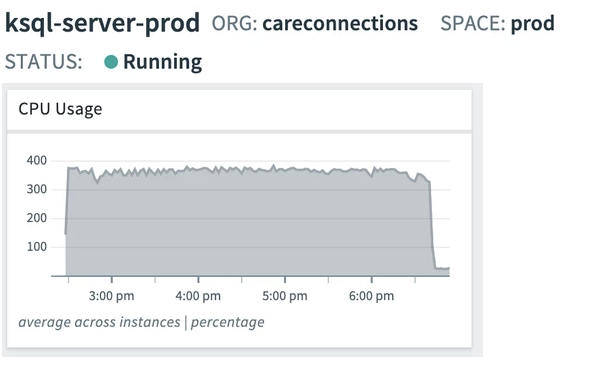 ksql-server-prod ORG: careconnections SPACE: prod
STATUS: Running
CPU Usage
400
300
200
100
3:00 pm 4:00 pm 5:00 pm 6:00 pm
average across instances | percentage